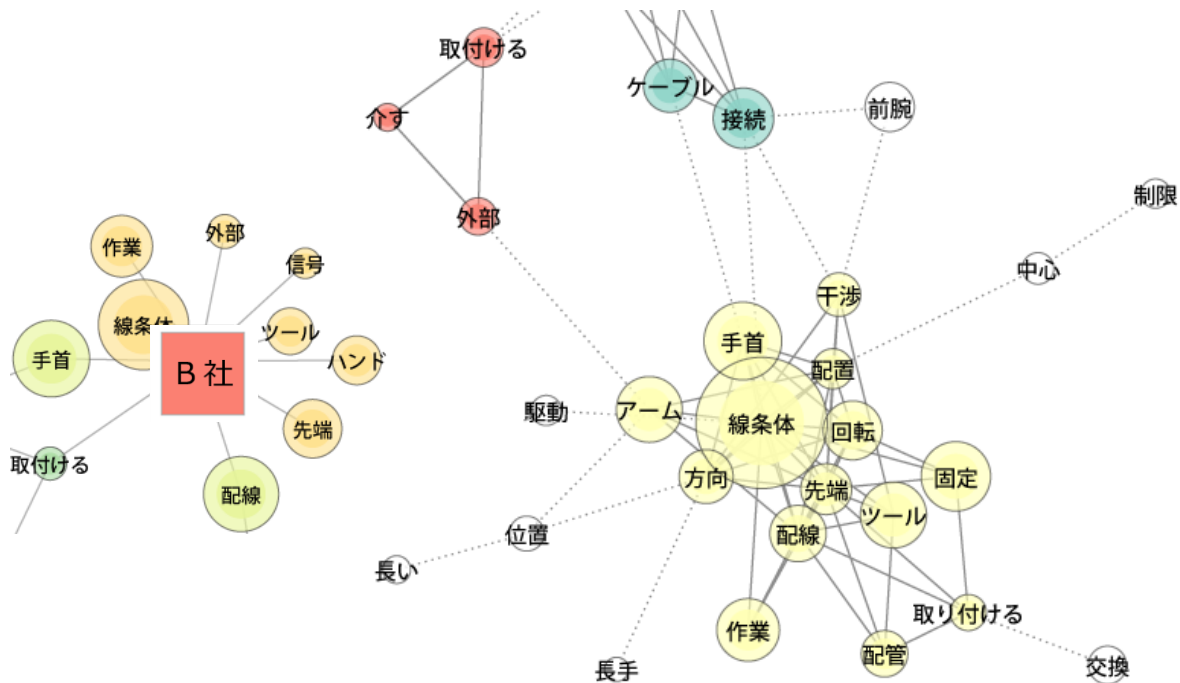 取付ける
ケーブル
接続
前腕
介す
制限
外部
作業
外部
信号
中心
干渉
線条体
ツール
手首
手首
B社
ハンド
配置
駆動
アーム
線条体
回転
先端
取付ける
方向
先端
固定
配線
ツール
配線
位置
長い
取り付ける
作業
配管
長手
交換